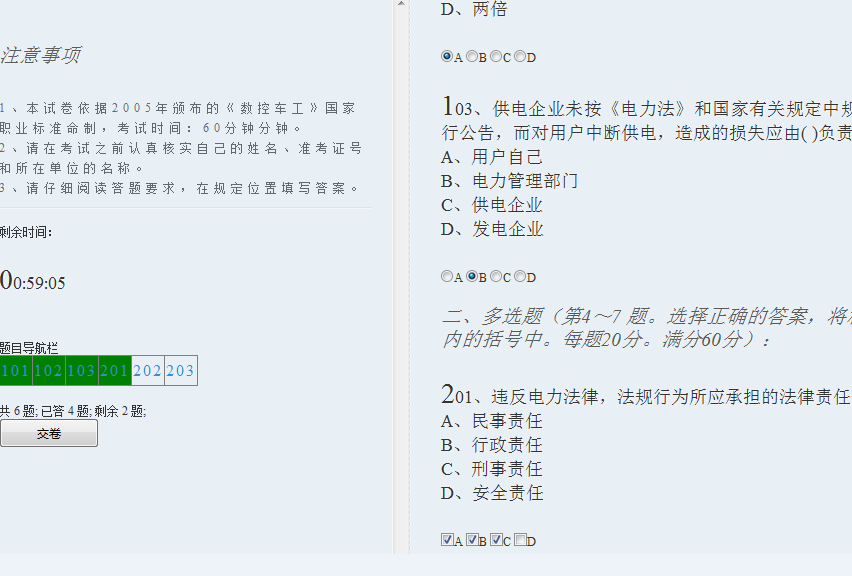 注意事项
1、本试卷依据2005年颁布的《数控车工》国家
职业标准命制，考试时间：60分钟分钟。
2、请在考试之前认真核实自己的姓名、准考证号
和所在单位的名称。
3、请仔细阅读答题要求，在规定位置填写答案。
剩余时间：
00:59:05
题目导航栏
101 102 103 201 202 203
共 6 题; 已答 4 题; 剩余 2 题;
交卷
D、两倍
A B C D
103、供电企业未按《电力法》和国家有关规定中规
行公告，而对用户中断供电，造成的损失应由( )负责
A、用户自己
B、电力管理部门
C、供电企业
D、发电企业
A B C D
二、多选题（第4～7 题。选择正确的答案，将
内的括号中。每题20分。满分60分）：
201、违反电力法律，法规行为所应承担的法律责任
A、民事责任
B、行政责任
C、刑事责任
D、安全责任
A B C D